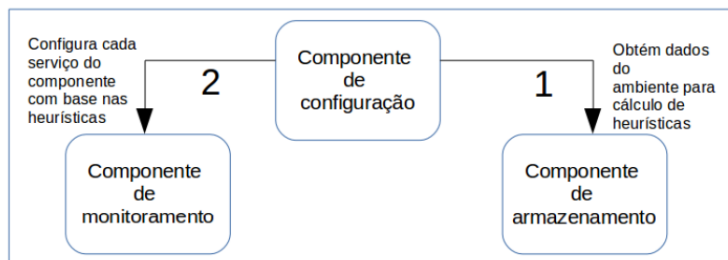 Configura cada
serviço do
componente
com base nas
heurísticas
2
Componente
de
configuração
1
Obtém dados
do
ambiente para
cálculo de
heurísticas
Componente
de
monitoramento
Componente
de
armazenamento